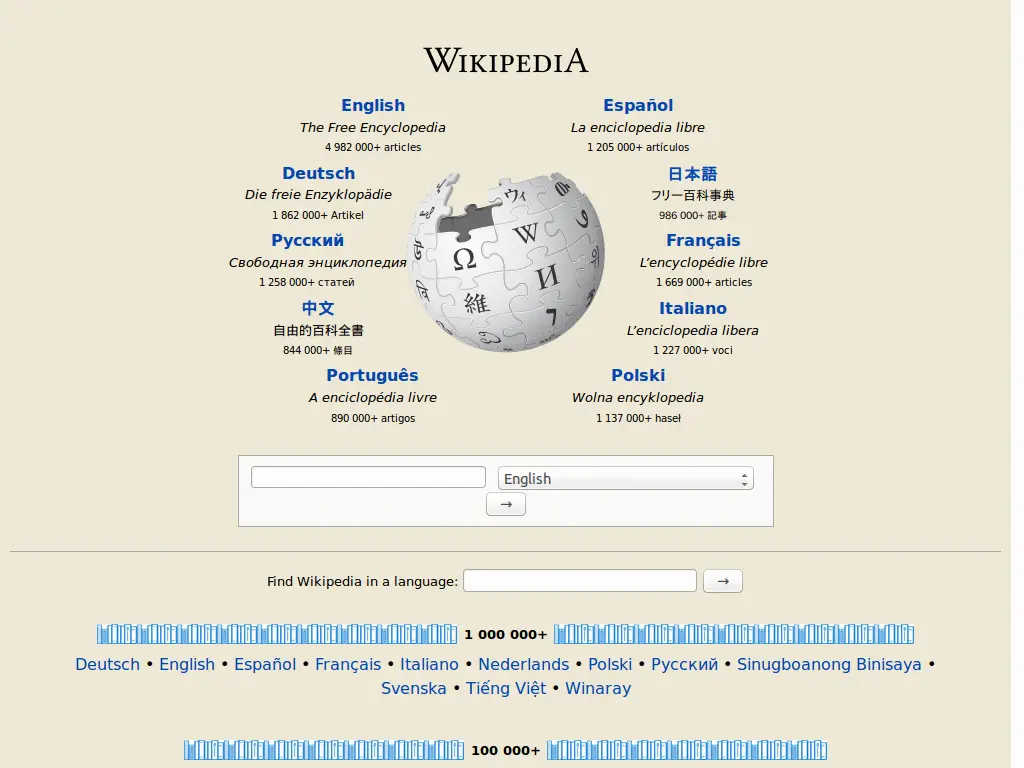 WIKIPEDIA
English
The Free Encyclopedia
4 982 000+ articles
Español
La enciclopedia libre
1 205 000+ artículos
Deutsch
Die freie Enzyklopädie
1 862 000+ Artikel
日本語
フリー百科事典
986 000+ 記事
Русский
Свободная энциклопедия
1 258 000+ статей
Français
L'encyclopédie libre
1 669 000+ articles
中文
自由的百科全書
844 000+ 條目
Italiano
L'enciclopedia libera
1 227 000+ voci
Português
A enciclopédia livre
890 000+ artigos
Polski
Wolna encyklopedia
1 137 000+ haseł
ウィ
W
Ω
И
維
English
→
Find Wikipedia in a language: →
1 000 000+
Deutsch • English • Español • Français • Italiano • Nederlands • Polski • Русский • Sinugboanong Binisaya •
Svenska • Tiếng Việt • Winaray
100 000+